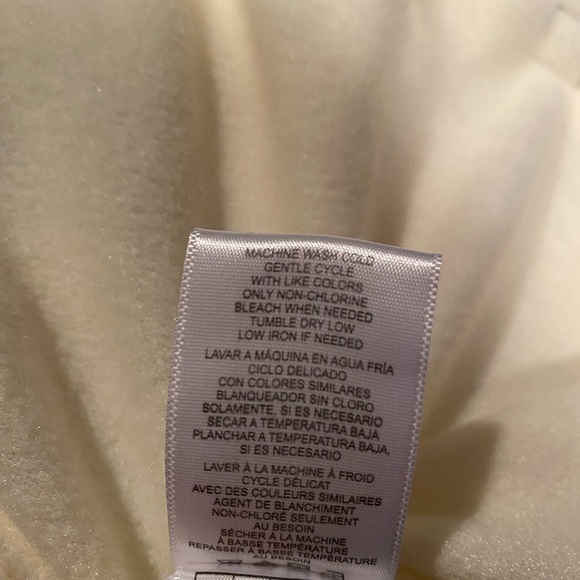 MACHINE WASH COLD
GENTLE CYCLE
WITH LIKE COLORS
ONLY NON-CHLORINE
BLEACH WHEN NEEDED
TUMBLE DRY LOW
LOW IRON IF NEEDED
LAVAR A MÁQUINA EN AGUA FRÍA
CICLO DELICADO
CON COLORES SIMILARES
BLANQUEADOR SIN CLORO
SOLAMENTE, SI ES NECESARIO
SECAR A TEMPERATURA BAJA
PLANCHAR A TEMPERATURA BAJA,
SI ES NECESARIO
LAVER À LA MACHINE À FROID
CYCLE DÉLICAT
AVEC DES COULEURS SIMILAIRES
AGENT DE BLANCHIMENT
NON-CHLORÉ SEULEMENT
AU BESOIN
SÉCHER À LA MACHINE
À BASSE TEMPÉRATURE
REPASSER À BASSE TEMPÉRATURE
AU BESOIN